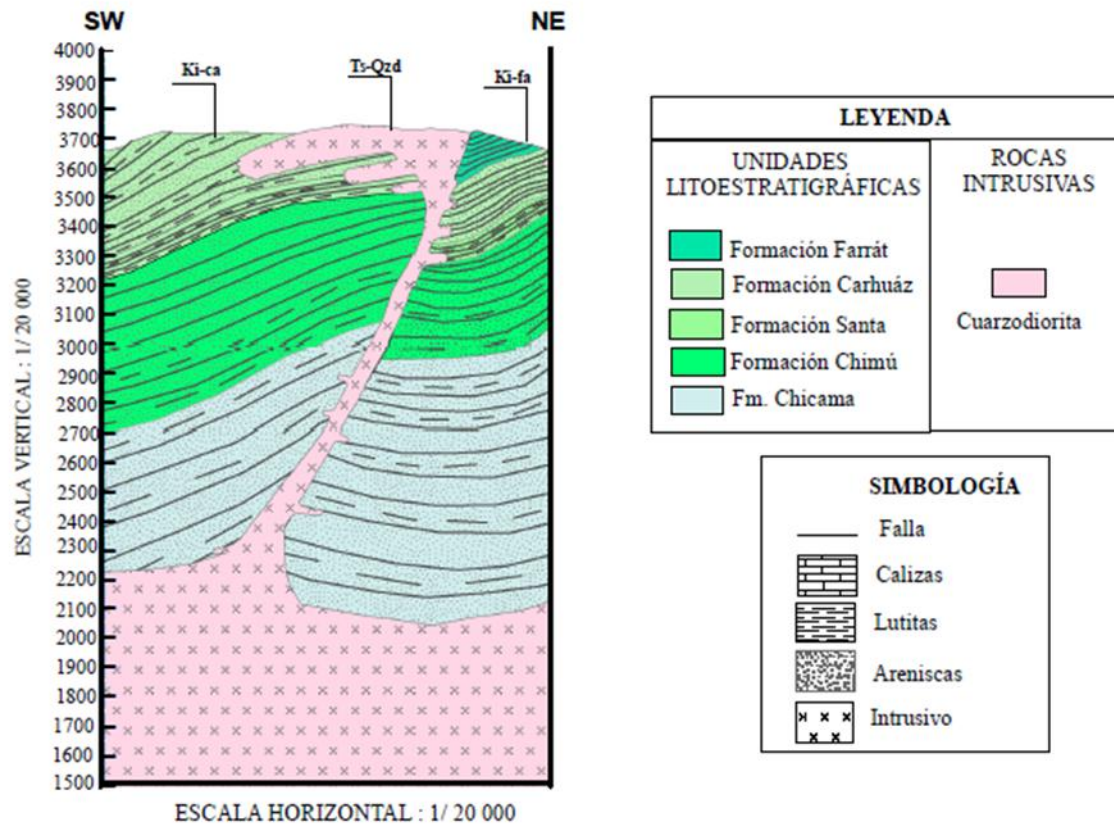 SW
NE
4000
3900
3800
3700
3600
3500
3400
3300
3200
3100
3000
2900
2800
2700
2600
2500
2400
2300
2200
2100
2000
1900
1800
1700
1600
1500
ESCALA VERTICAL : 1/ 20 000
Ki-ca
Ts-Qzd
Ki-fa
ESCALA HORIZONTAL : 1/ 20 000
LEYENDA
UNIDADES
LITOESTRATIGRÁFICAS
Formación Farrát
Formación Carhuáz
Formación Santa
Formación Chimú
Fm. Chicama
ROCAS
INTRUSIVAS
Cuarzodiorita
SIMBOLOGÍA
Falla
Calizas
Lutitas
Areniscas
Intrusivo